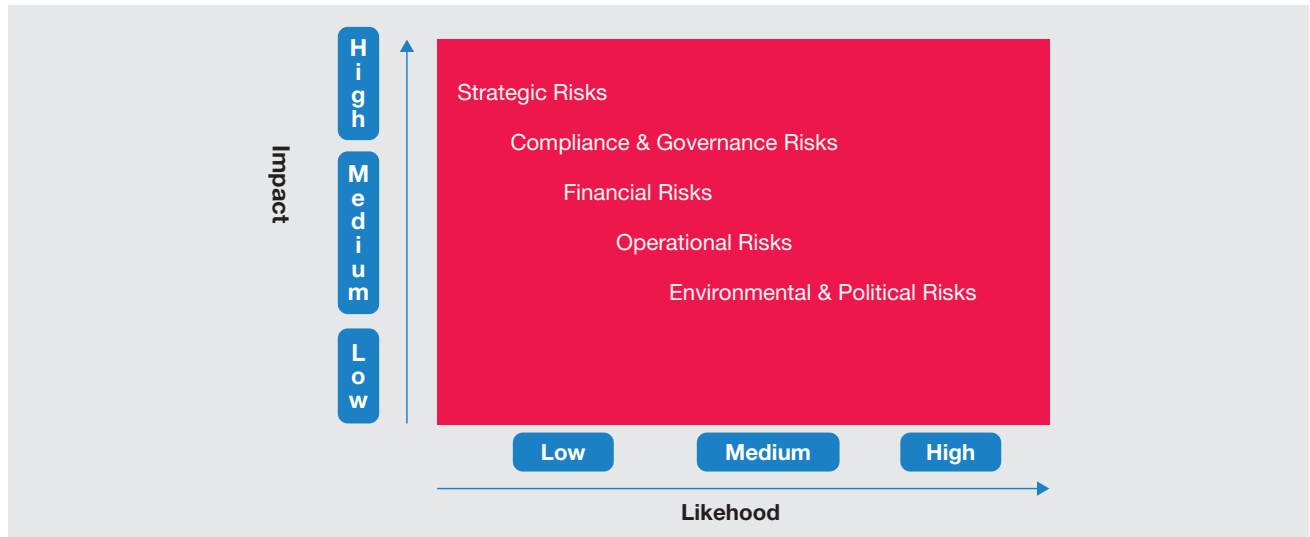 High
Medium
Low
Impact
Strategic Risks
Compliance & Governance Risks
Financial Risks
Operational Risks
Environmental & Political Risks
Low
Medium
High
Likehood